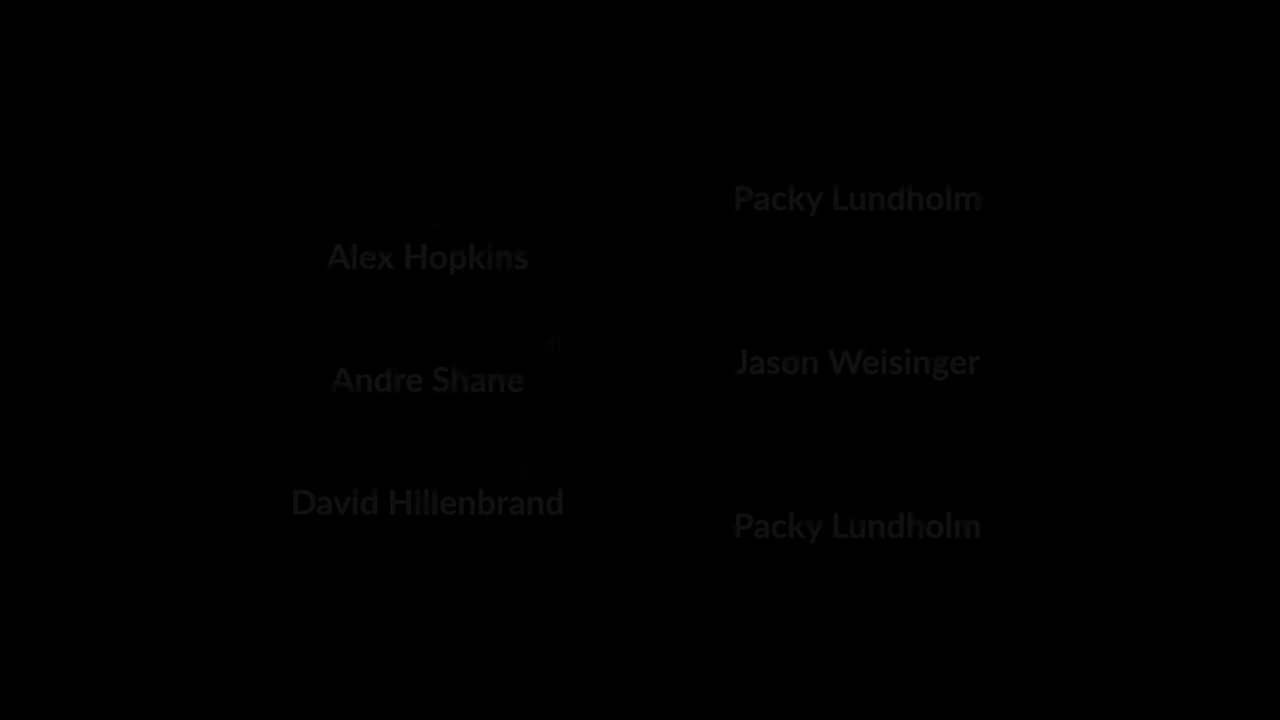 Alex Hopkins
Andre Shane
David Hillenbrand
Packy Lundholm
Jason Weisinger
Packy Lundholm